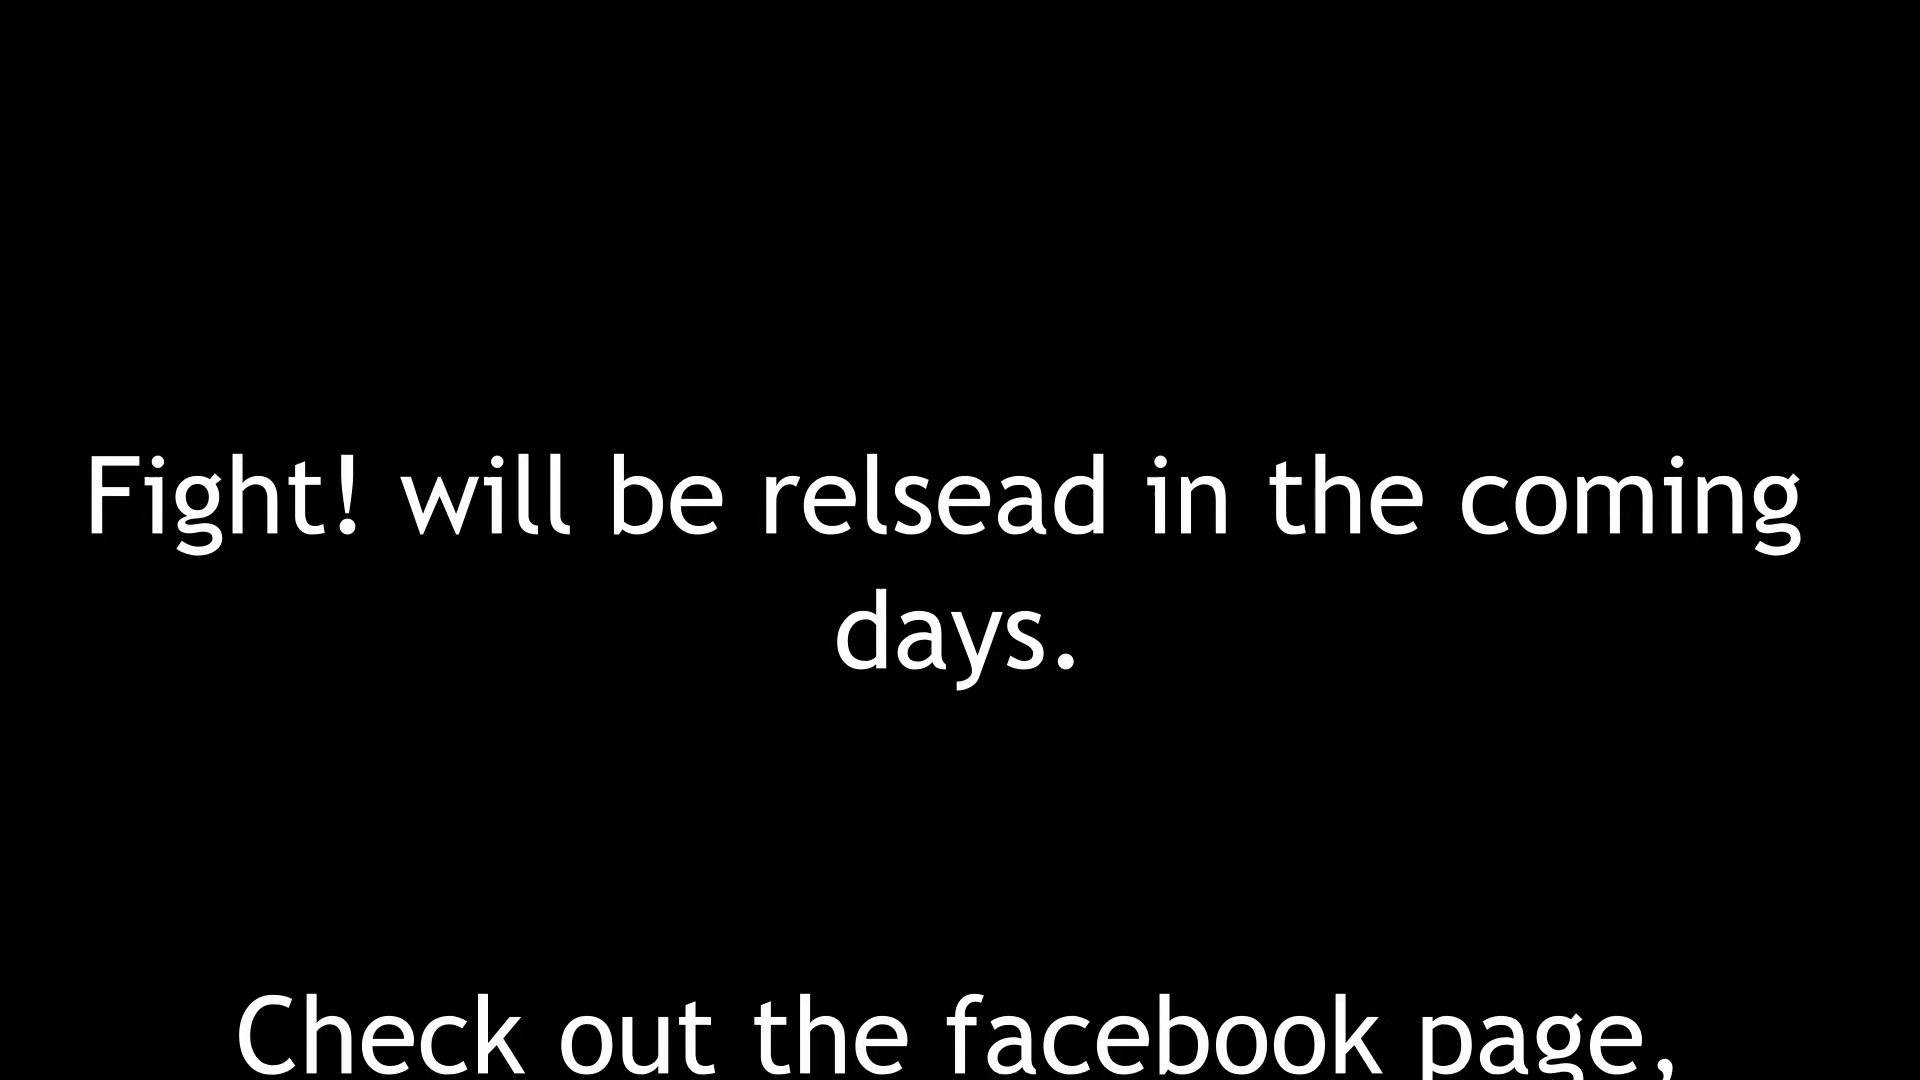 Fight! will be relsead in the coming
days.
Check out the facebook page,